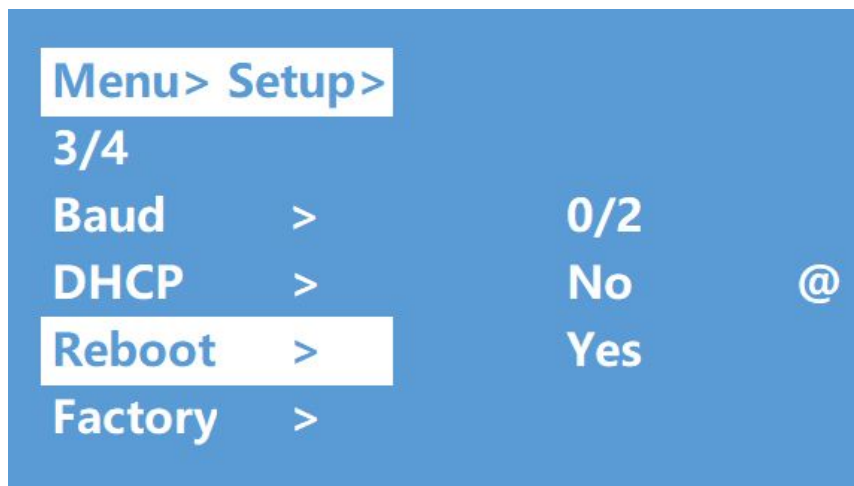 Menu> Setup>
3/4
Baud > 0/2
DHCP > No @
Reboot > Yes
Factory >